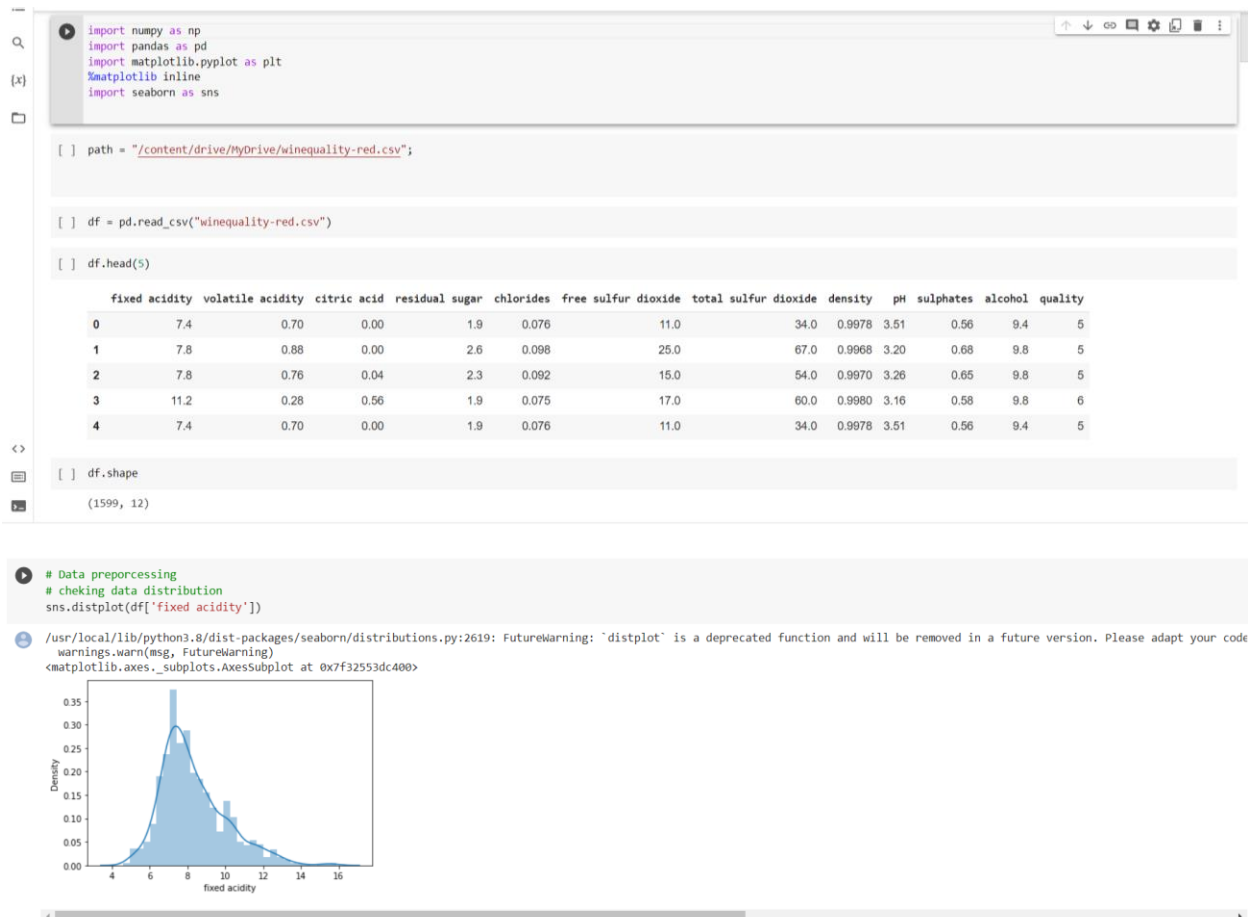 import numpy as np
import pandas as pd
import matplotlib.pyplot as plt
%matplotlib inline
import seaborn as sns
{x}
[ ] path = "/content/drive/MyDrive/winequality-red.csv";
[ ] df = pd.read_csv("winequality-red.csv")
[ ] df.head(5)
fixed acidity volatile acidity citric acid residual sugar chlorides free sulfur dioxide total sulfur dioxide density pH sulphates alcohol quality
0 7.4 0.70 0.00 1.9 0.076 11.0 34.0 0.9978 3.51 0.56 9.4 5
1 7.8 0.88 0.00 2.6 0.098 25.0 67.0 0.9968 3.20 0.68 9.8 5
2 7.8 0.76 0.04 2.3 0.092 15.0 54.0 0.9970 3.26 0.65 9.8 5
3 11.2 0.28 0.56 1.9 0.075 17.0 60.0 0.9980 3.16 0.58 9.8 6
4 7.4 0.70 0.00 1.9 0.076 11.0 34.0 0.9978 3.51 0.56 9.4 5
[ ] df.shape
(1599, 12)
# Data preporcessing
# cheking data distribution
sns.distplot(df['fixed acidity'])
/usr/local/lib/python3.8/dist-packages/seaborn/distributions.py:2619: FutureWarning: `distplot` is a deprecated function and will be removed in a future version. Please adapt your code
warnings.warn(msg, FutureWarning)
<matplotlib.axes._subplots.AxesSubplot at 0x7f32553dc400>
0.35
0.30
0.25
0.20
0.15
0.10
0.05
0.00
Density
4 6 8 10 12 14 16
fixed acidity